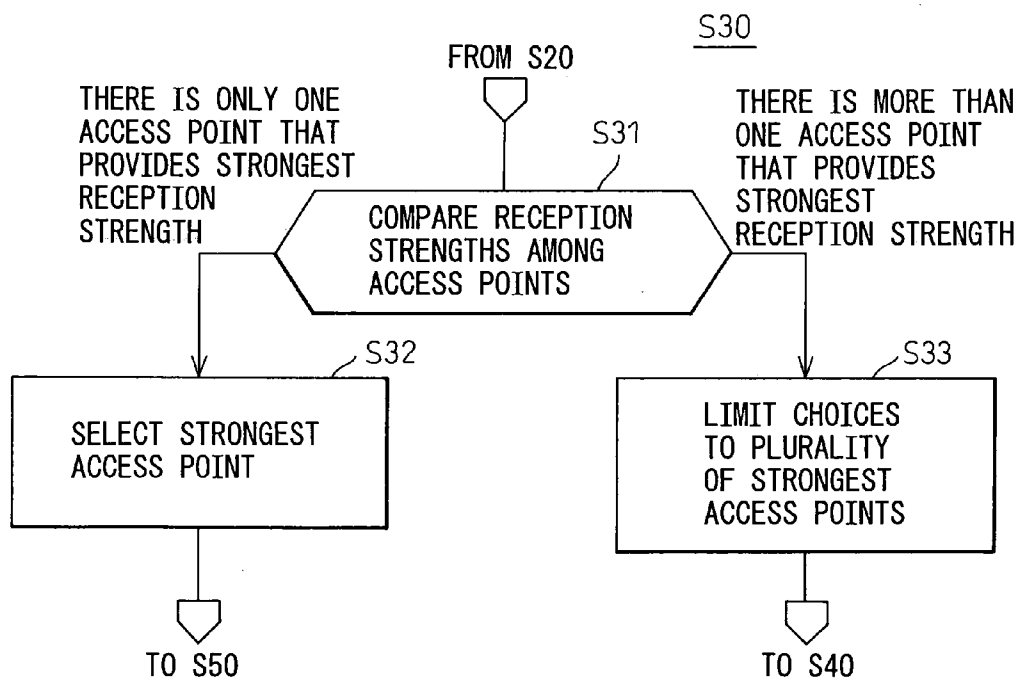 S30
FROM S20
THERE IS ONLY ONE
ACCESS POINT THAT
PROVIDES STRONGEST
RECEPTION
STRENGTH
S31
THERE IS MORE THAN
ONE ACCESS POINT
THAT PROVIDES
STRONGEST
RECEPTION STRENGTH
COMPARE RECEPTION
STRENGTHS AMONG
ACCESS POINTS
S32
SELECT STRONGEST
ACCESS POINT
S33
LIMIT CHOICES
TO PLURALITY
OF STRONGEST
ACCESS POINTS
TO S50
TO S40